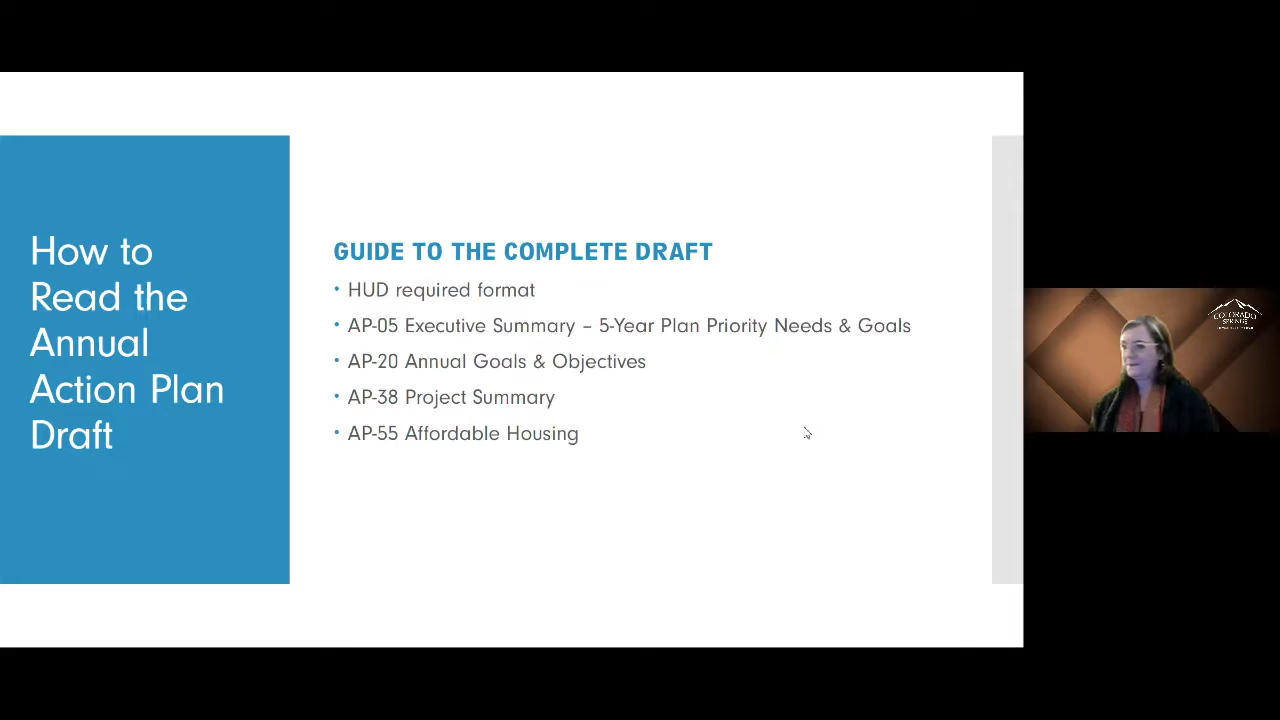 How to
Read the
Annual
Action Plan
Draft
GUIDE TO THE COMPLETE DRAFT
• HUD required format
• AP-05 Executive Summary – 5-Year Plan Priority Needs & Goals
• AP-20 Annual Goals & Objectives
• AP-38 Project Summary
• AP-55 Affordable Housing
COLORADO
SPRINGS